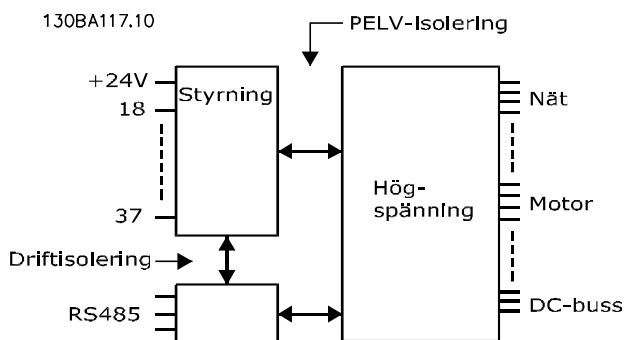 130BA117.10
PELV-isolering
+24V
Styrning
18
Nät
Hög-
spänning
37
Motor
Driftisolering
RS485
DC-buss